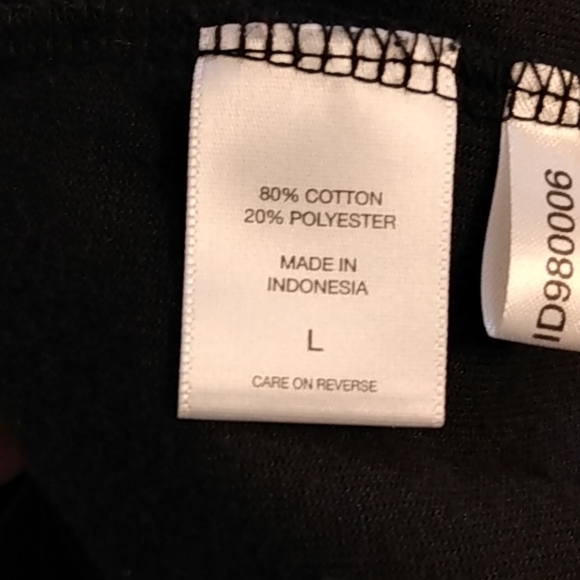 80% COTTON
20% POLYESTER
MADE IN
INDONESIA
L
CARE ON REVERSE
ID980006